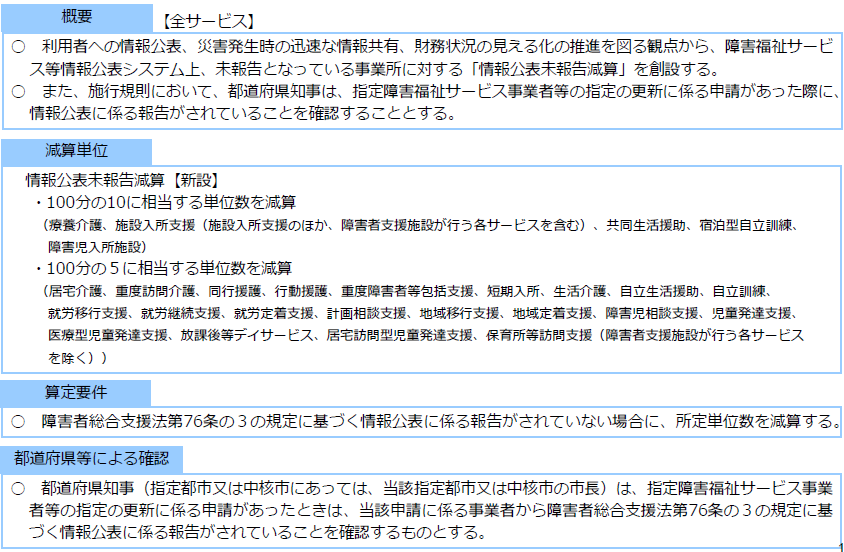 概要
【全サービス】
○　利用者への情報公表、災害発生時の迅速な情報共有、財務状況の見える化の推進を図る観点から、障害福祉サービ
ス等情報公表システム上、未報告となっている事業所に対する「情報公表未報告減算」を創設する。
○　また、施行規則において、都道府県知事は、指定障害福祉サービス事業者等の指定の更新に係る申請があった際に、
情報公表に係る報告がされていることを確認することとする。
減算単位
情報公表未報告減算【新設】
・100分の10に相当する単位数を減算
（療養介護、施設入所支援（施設入所支援のほか、障害者支援施設が行う各サービスを含む）、共同生活援助、宿泊型自立訓練、
障害児入所施設）
・100分の５に相当する単位数を減算
（居宅介護、重度訪問介護、同行援護、行動援護、重度障害者等包括支援、短期入所、生活介護、自立生活援助、自立訓練、
就労移行支援、就労継続支援、就労定着支援、計画相談支援、地域移行支援、地域定着支援、障害児相談支援、児童発達支援、
医療型児童発達支援、放課後等デイサービス、居宅訪問型児童発達支援、保育所等訪問支援（障害者支援施設が行う各サービス
を除く））
算定要件
○　障害者総合支援法第76条の３の規定に基づく情報公表に係る報告がされていない場合に、所定単位数を減算する。
都道府県等による確認
○　都道府県知事（指定都市又は中核市にあっては、当該指定都市又は中核市の市長）は、指定障害福祉サービス事業
者等の指定の更新に係る申請があったときは、当該申請に係る事業者から障害者総合支援法第76条の３の規定に基
づく情報公表に係る報告がされていることを確認するものとする。
1